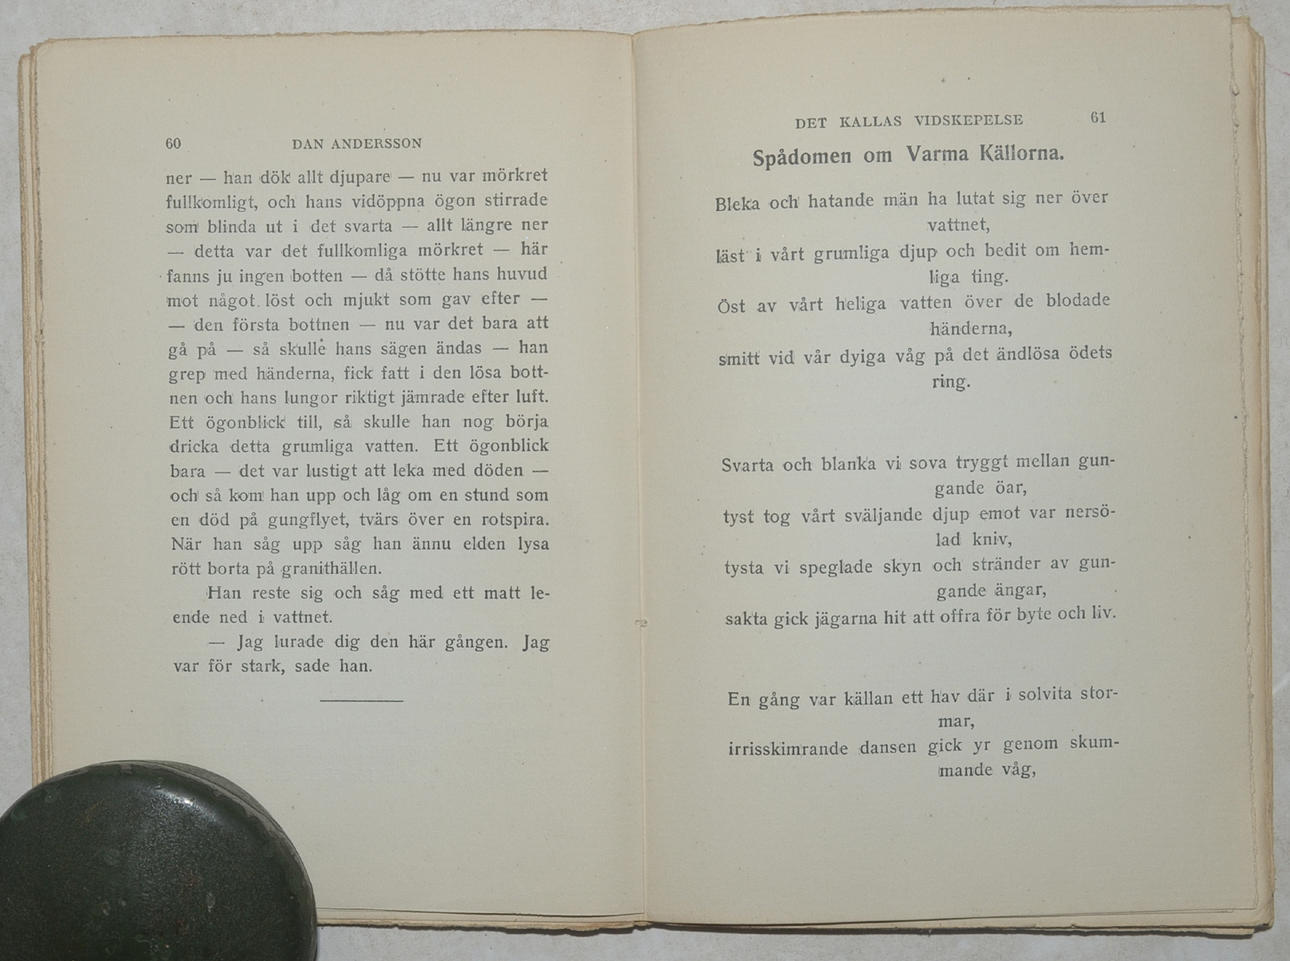 60 DAN ANDERSSON
ner — han dök allt djupare — nu var mörkret
fullkomligt, och hans vidöppna ögon stirrade
som blinda ut i det svarta — allt längre ner
— detta var det fullkomliga mörkret — här
fanns ju ingen botten — då stötte hans huvud
mot något löst och mjukt som gav efter —
— den första bottnen — nu var det bara att
gå på — så skulle hans sägen ändas — han
grep med händerna, fick fatt i den lösa bott-
nen och hans lungor riktigt jämrade efter luft.
Ett ögonblick till, så skulle han nog börja
dricka detta grumliga vatten. Ett ögonblick
bara — det var lustigt att leka med döden —
och så kom han upp och låg om en stund som
en död på gungflyet, tvärs över en rotspira.
När han såg upp såg han ännu elden lysa
rött borta på granithällen.
Han reste sig och såg med ett matt le-
ende ned i vattnet.
— Jag lurade dig den här gången. Jag
var för stark, sade han.
DET KALLAS VIDSKEPELSE 61
Spådomen om Varma Källorna.
Bleka och hatande män ha lutat sig ner över
vattnet,
läst i vårt grumliga djup och bedit om hem-
liga ting.
Öst av vårt heliga vatten över de blodade
händerna,
smitt vid vår dyiga våg på det ändlösa ödets
ring.
Svarta och blanka vi sova tryggt mellan gun-
gande öar,
tyst tog vårt sväljande djup emot var nersö-
lad kniv,
tysta vi speglade skyn och stränder av gun-
gande ängar,
sakta gick jägarna hit att offra för byte och liv.
En gång var källan ett hav där i solvita stor-
mar,
irrisskimrande dansen gick yr genom skum-
mande våg,